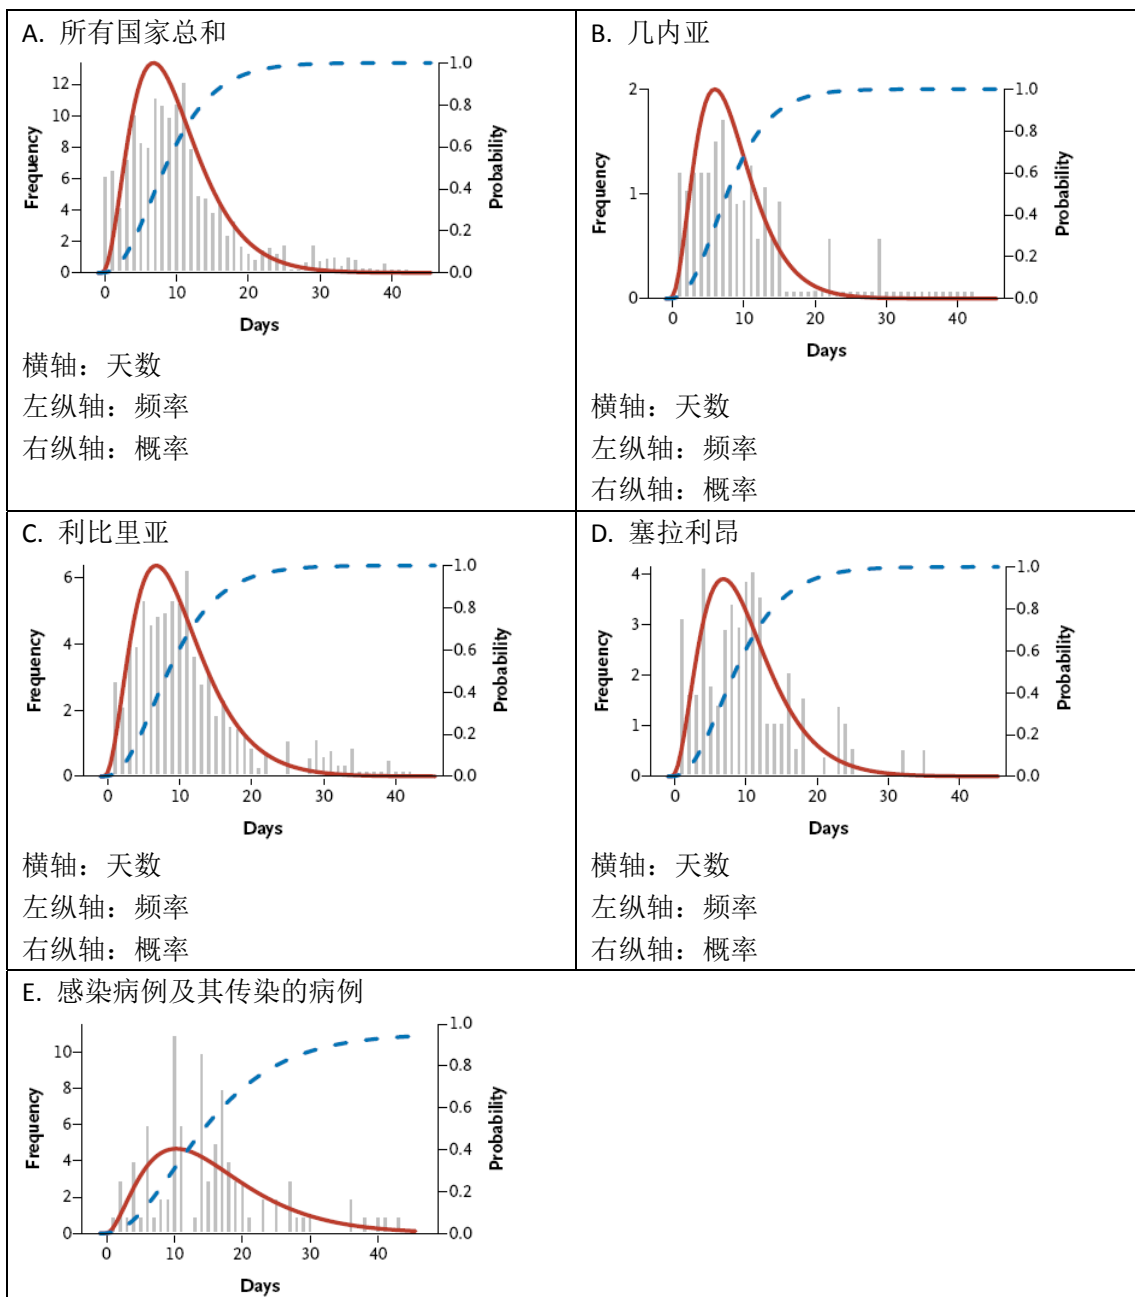 A. 所有国家总和
12
10
8
6
4
2
0
Frequency
1.0
0.8
0.6
0.4
0.2
0.0
Probability
0 10 20 30 40
Days
横轴：天数
左纵轴：频率
右纵轴：概率
B. 几内亚
2
1
0
Frequency
1.0
0.8
0.6
0.4
0.2
0.0
Probability
0 10 20 30 40
Days
横轴：天数
左纵轴：频率
右纵轴：概率
C. 利比里亚
6
4
2
0
Frequency
1.0
0.8
0.6
0.4
0.2
0.0
Probability
0 10 20 30 40
Days
横轴：天数
左纵轴：频率
右纵轴：概率
D. 塞拉利昂
4
3
2
1
0
Frequency
1.0
0.8
0.6
0.4
0.2
0.0
Probability
0 10 20 30 40
Days
横轴：天数
左纵轴：频率
右纵轴：概率
E. 感染病例及其传染的病例
10
8
6
4
2
0
Frequency
1.0
0.8
0.6
0.4
0.2
0.0
Probability
0 10 20 30 40
Days